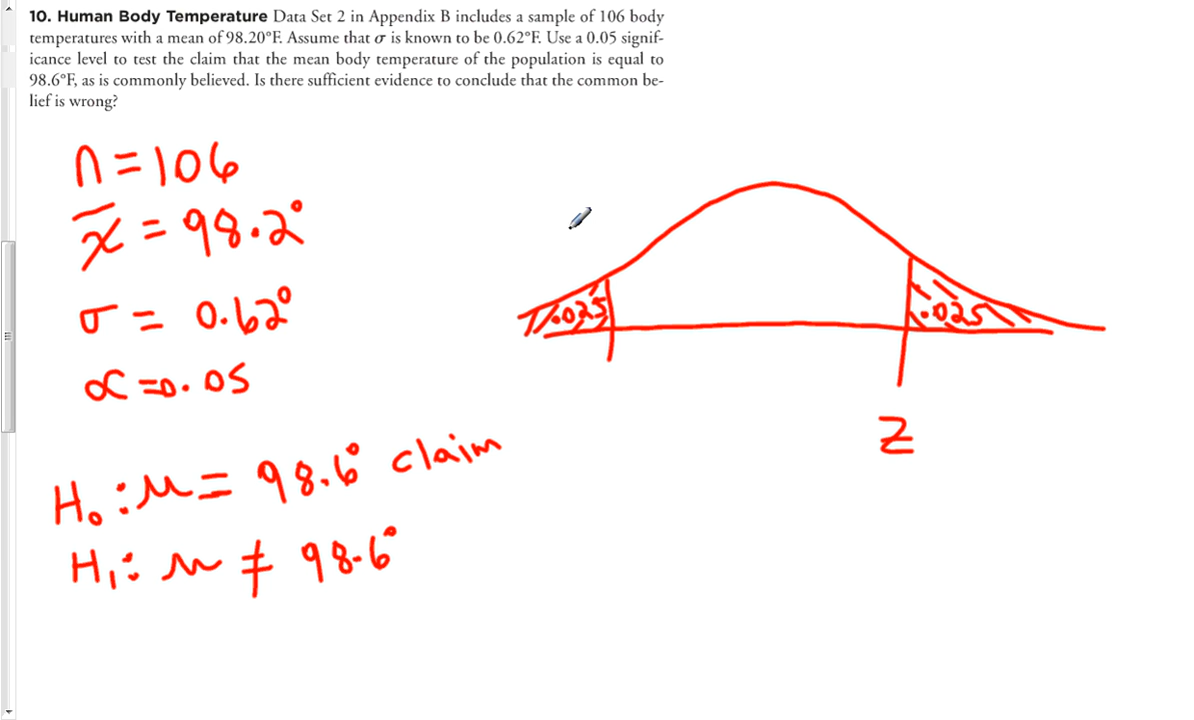 10. Human Body Temperature Data Set 2 in Appendix B includes a sample of 106 body
temperatures with a mean of 98.20°F. Assume that σ is known to be 0.62°F. Use a 0.05 signif-
icance level to test the claim that the mean body temperature of the population is equal to
98.6°F, as is commonly believed. Is there sufficient evidence to conclude that the common be-
lief is wrong?
n=106
x̄ = 98.2°
σ = 0.62°
α=0.05
.025
.025
Z
H₀:μ= 98.6° claim
H₁: μ ≠ 98.6°